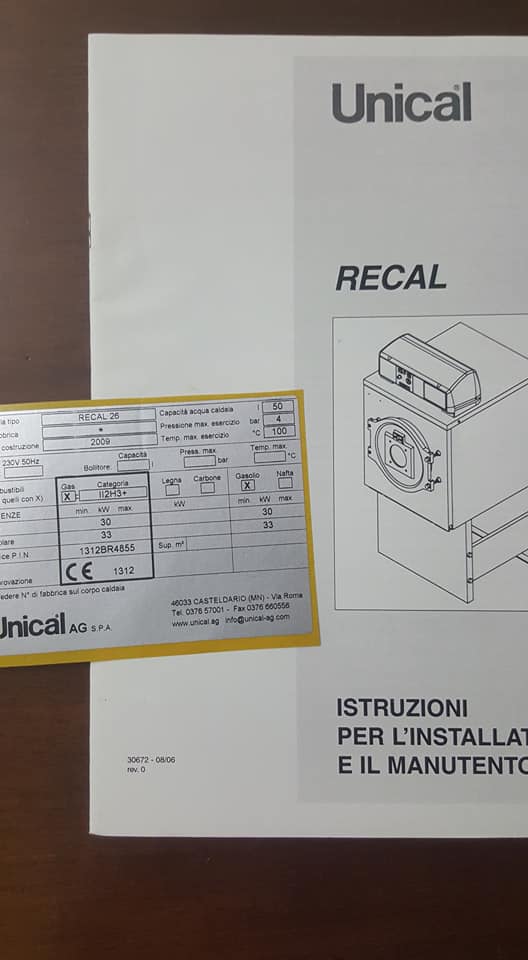 Unical®
RECAL
ISTRUZIONI
PER L'INSTALLAT
E IL MANUTENTO
30672 - 08/06
rev. 0
la tipo RECAL 26 Capacità acqua caldaia l 50
bbrica * Pressione max. esercizio bar 4
costruzione 2009 Temp. max. esercizio °C 100
230V 50Hz Bollitore: Capacità l Press. max. bar Temp. max. °C
bustibili Gas Categoria Legna Carbone Gasolio Nafta
quelli con X) X - II2H3+ X
ENZE min. kW max kW min. kW max
30 30
olare 33 33
ice P.I.N. 1312BR4855 Sup. m²
rovazione CE 1312
edere N° di fabbrica sul corpo caldaia
Unical AG S.P.A.
46033 CASTELDARIO (MN) - Via Roma
Tel. 0376 57001 - Fax 0376 660556
www.unical.ag info@unical-ag.com